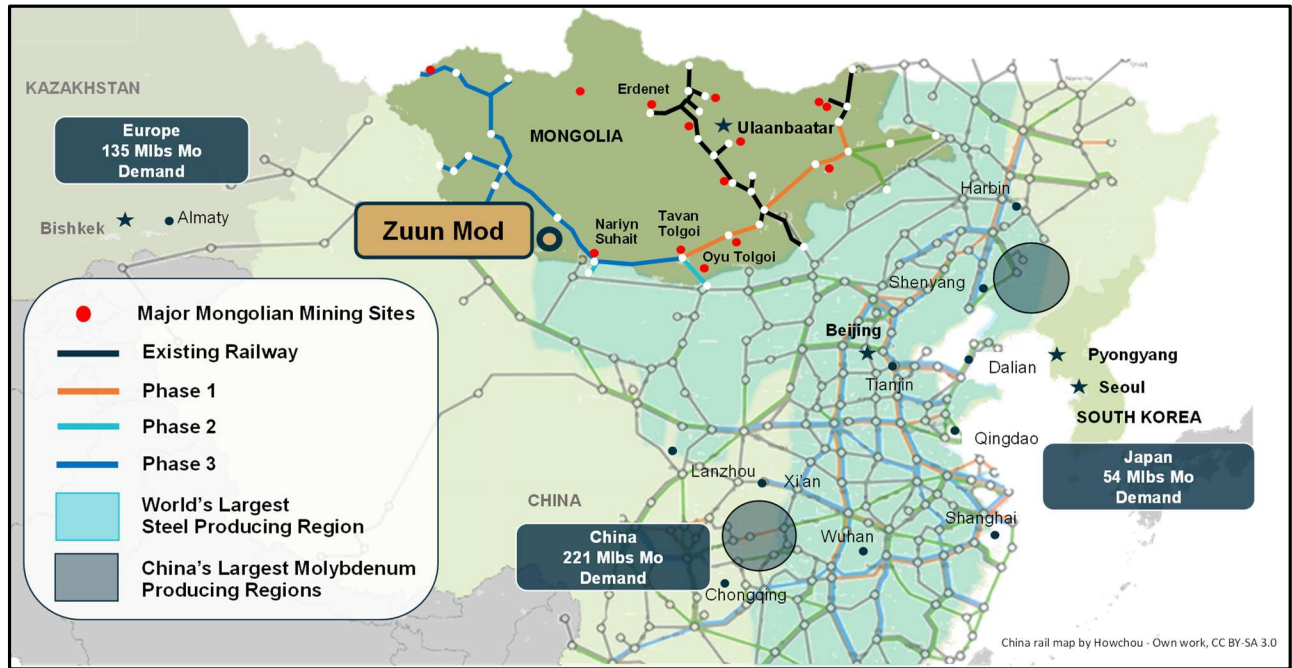 KAZAKHSTAN
Europe
135 Mlbs Mo
Demand
Bishkek
Almaty
Erdenet
MONGOLIA
Ulaanbaatar
Zuun Mod
Nariyn
Suhait
Tavan
Tolgoi
Oyu Tolgoi
Harbin
Shenyang
Beijing
Tianjin
Dalian
Pyongyang
Seoul
SOUTH KOREA
Qingdao
Japan
54 Mlbs Mo
Demand
Lanzhou
Xi'an
CHINA
China
221 Mlbs Mo
Demand
Wuhan
Shanghai
Chongqing
Major Mongolian Mining Sites
Existing Railway
Phase 1
Phase 2
Phase 3
World's Largest
Steel Producing Region
China's Largest Molybdenum
Producing Regions
China rail map by Howchou - Own work, CC BY-SA 3.0